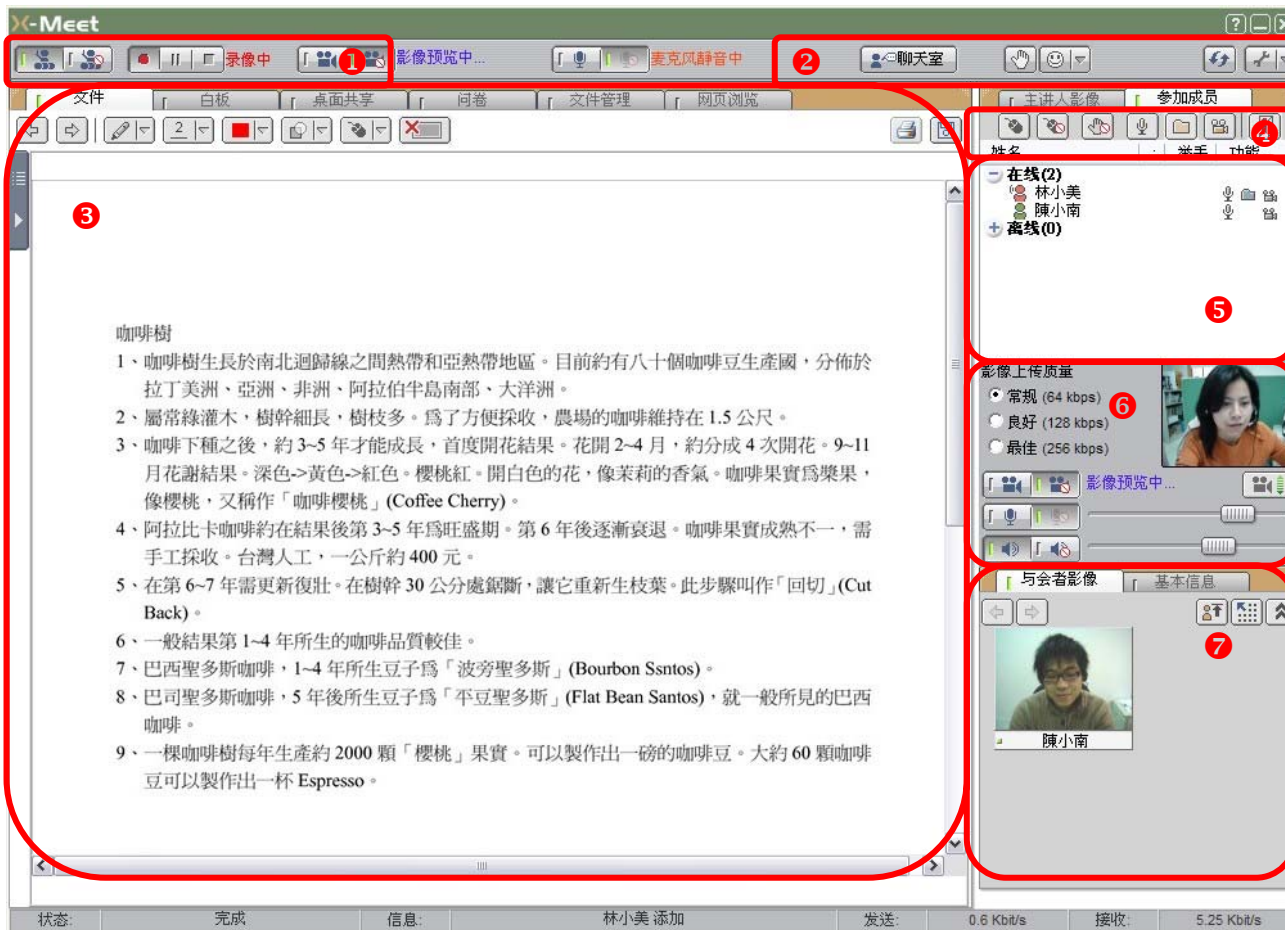 X-Meet
录像中 ❶ 影像预览中... 麦克风静音中 ❷ 聊天室
文件 白板 桌面共享 问卷 文件管理 网页浏览 主讲人影像 参加成员
2 ❹
姓名 举手 功能
❸
在线(2)
林小美
陳小南
离线(0)
❺
咖啡樹
1、咖啡樹生長於南北迴歸線之間熱帶和亞熱帶地區。目前約有八十個咖啡豆生產國，分佈於
拉丁美洲、亞洲、非洲、阿拉伯半島南部、大洋洲。
2、屬常綠灌木，樹幹細長，樹枝多。爲了方便採收，農場的咖啡維持在 1.5 公尺。
3、咖啡下種之後，約 3~5 年才能成長，首度開花結果。花開 2~4 月，約分成 4 次開花。9~11
月花謝結果。深色->黃色->紅色。櫻桃紅。開白色的花，像茉莉的香氣。咖啡果實爲漿果，
像櫻桃，又稱作「咖啡櫻桃」(Coffee Cherry)。
4、阿拉比卡咖啡約在結果後第 3~5 年爲旺盛期。第 6 年後逐漸衰退。咖啡果實成熟不一，需
手工採收。台灣人工，一公斤約 400 元。
5、在第 6~7 年需更新復壯。在樹幹 30 公分處鋸斷，讓它重新生枝葉。此步驟叫作「回切」(Cut
Back)。
6、一般結果第 1~4 年所生的咖啡品質較佳。
7、巴西聖多斯咖啡，1~4 年所生豆子爲「波旁聖多斯」(Bourbon Ssntos)。
8、巴司聖多斯咖啡，5 年後所生豆子爲「平豆聖多斯」(Flat Bean Santos)，就一般所見的巴西
咖啡。
9、一棵咖啡樹每年生產約 2000 顆「櫻桃」果實。可以製作出一磅的咖啡豆。大約 60 顆咖啡
豆可以製作出一杯 Espresso。
影像上传质量
常规 (64 kbps) ❻
良好 (128 kbps)
最佳 (256 kbps)
影像预览中...
与会者影像 基本信息
❼
陳小南
状态: 完成 信息: 林小美 添加 发送: 0.6 Kbit/s 接收: 5.25 Kbit/s